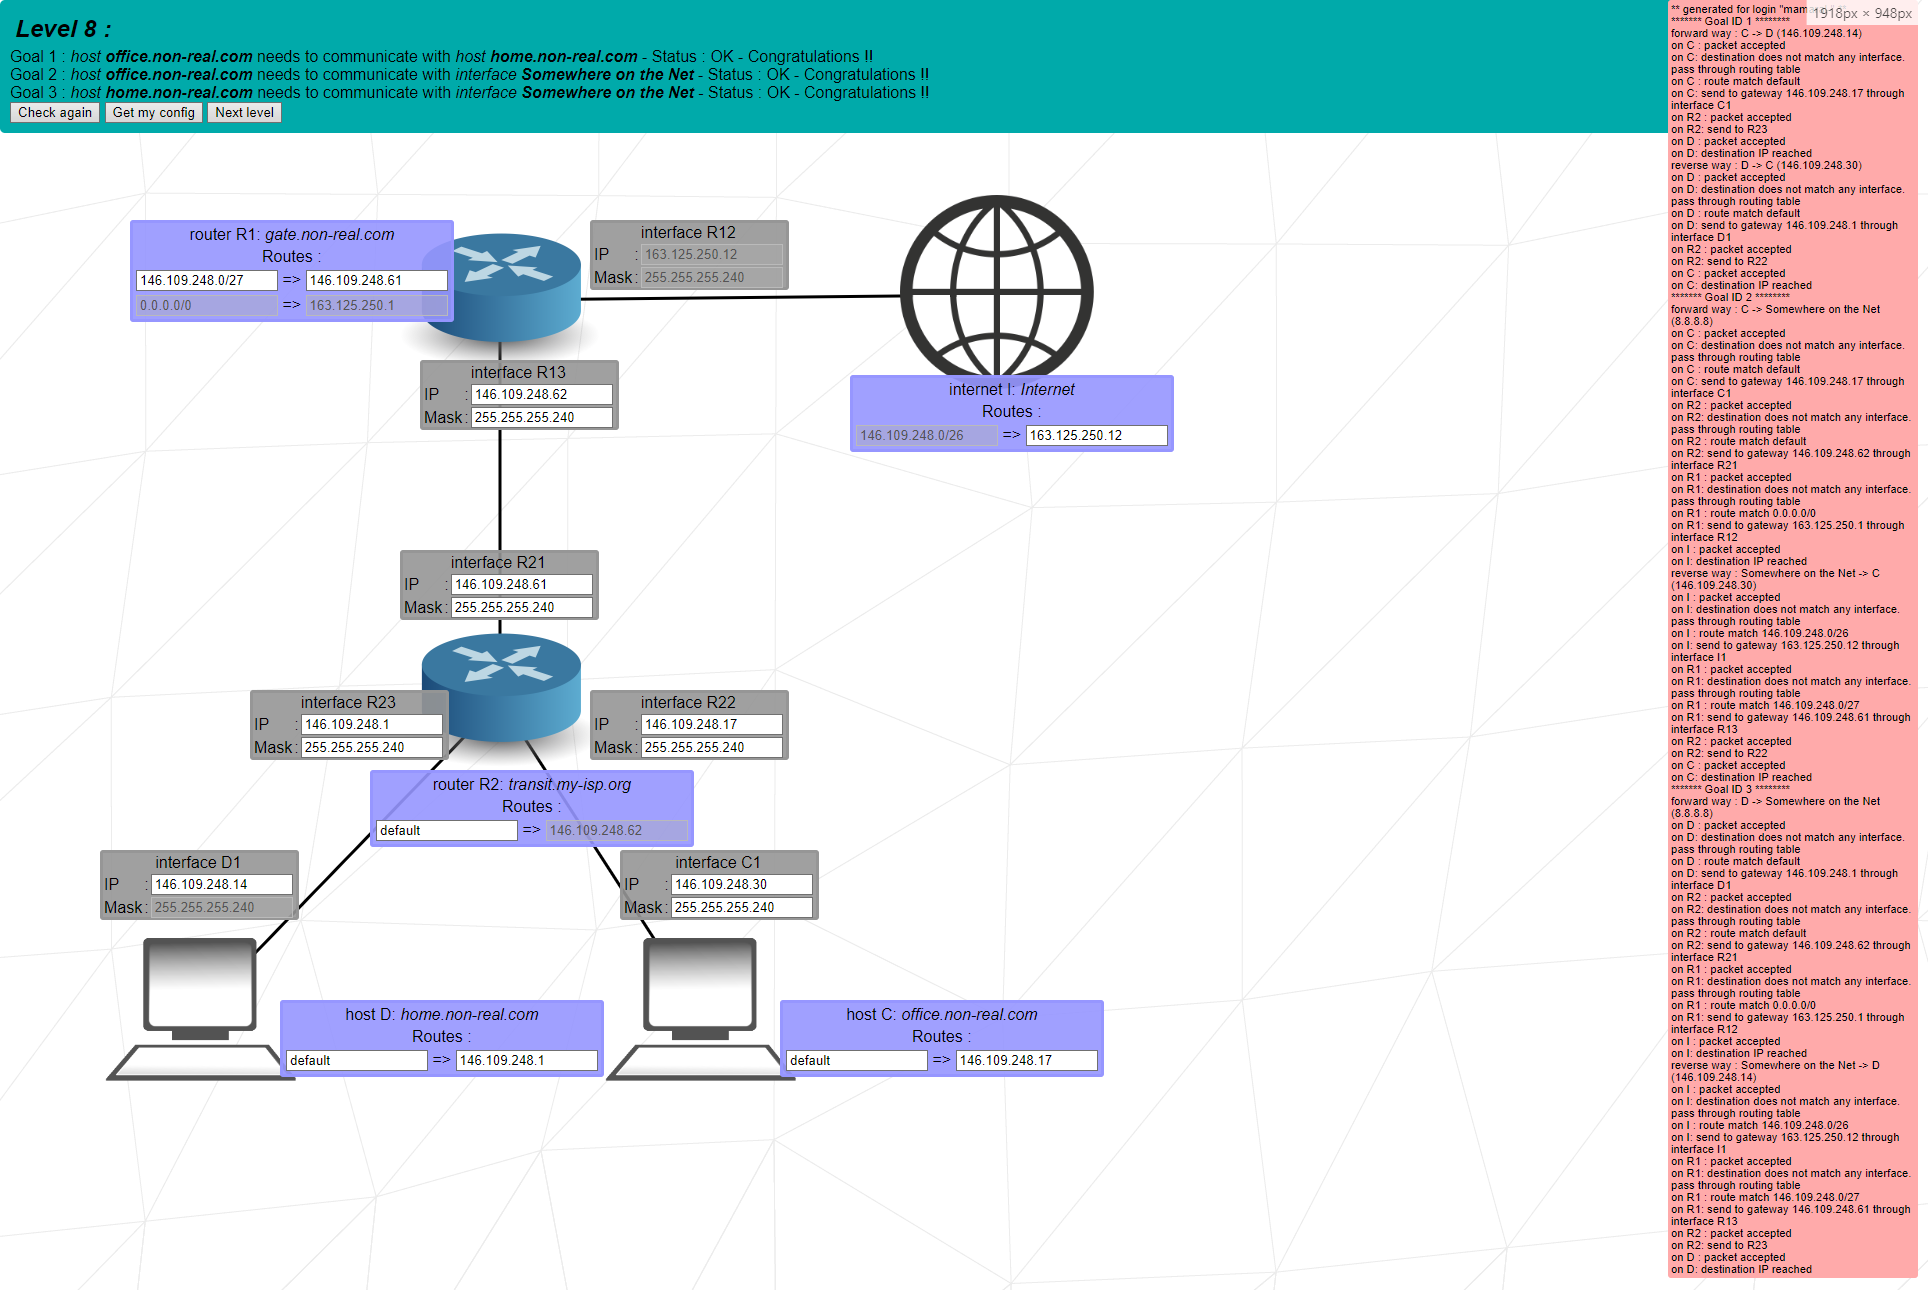 Level 8 :
Goal 1 : host office.non-real.com needs to communicate with host home.non-real.com - Status : OK - Congratulations !!
Goal 2 : host office.non-real.com needs to communicate with interface Somewhere on the Net - Status : OK - Congratulations !!
Goal 3 : host home.non-real.com needs to communicate with interface Somewhere on the Net - Status : OK - Congratulations !!
Check again Get my config Next level
router R1: gate.non-real.com
Routes :
146.109.248.0/27 => 146.109.248.61
0.0.0.0/0 => 163.125.250.1
interface R12
IP : 163.125.250.12
Mask : 255.255.255.240
interface R13
IP : 146.109.248.62
Mask : 255.255.255.240
internet I: Internet
Routes :
146.109.248.0/26 => 163.125.250.12
interface R21
IP : 146.109.248.61
Mask : 255.255.255.240
interface R23
IP : 146.109.248.1
Mask : 255.255.255.240
interface R22
IP : 146.109.248.17
Mask : 255.255.255.240
router R2: transit.my-isp.org
Routes :
default => 146.109.248.62
interface D1
IP : 146.109.248.14
Mask : 255.255.255.240
interface C1
IP : 146.109.248.30
Mask : 255.255.255.240
host D: home.non-real.com
Routes :
default => 146.109.248.1
host C: office.non-real.com
Routes :
default => 146.109.248.17
1918px × 948px
** generated for login
******* Goal ID 1 ********
forward way : C -> D (146.109.248.14)
on C : packet accepted
on C: destination does not match any interface.
pass through routing table
on C : route match default
on C: send to gateway 146.109.248.17 through
interface C1
on R2 : packet accepted
on R2: send to R23
on D : packet accepted
on D: destination IP reached
reverse way : D -> C (146.109.248.30)
on D : packet accepted
on D: destination does not match any interface.
pass through routing table
on D : route match default
on D: send to gateway 146.109.248.1 through
interface D1
on R2 : packet accepted
on R2: send to R22
on C : packet accepted
on C: destination IP reached
******* Goal ID 2 ********
forward way : C -> Somewhere on the Net
(8.8.8.8)
on C : packet accepted
on C: destination does not match any interface.
pass through routing table
on C : route match default
on C: send to gateway 146.109.248.17 through
interface C1
on R2 : packet accepted
on R2: destination does not match any interface.
pass through routing table
on R2 : route match default
on R2: send to gateway 146.109.248.62 through
interface R21
on R1 : packet accepted
on R1: destination does not match any interface.
pass through routing table
on R1 : route match 0.0.0.0/0
on R1: send to gateway 163.125.250.1 through
interface R12
on I : packet accepted
on I: destination IP reached
reverse way : Somewhere on the Net -> C
(146.109.248.30)
on I : packet accepted
on I: destination does not match any interface.
pass through routing table
on I : route match 146.109.248.0/26
on I: send to gateway 163.125.250.12 through
interface I1
on R1 : packet accepted
on R1: destination does not match any interface.
pass through routing table
on R1 : route match 146.109.248.0/27
on R1: send to gateway 146.109.248.61 through
interface R13
on R2 : packet accepted
on R2: send to R22
on C : packet accepted
on C: destination IP reached
******* Goal ID 3 ********
forward way : D -> Somewhere on the Net
(8.8.8.8)
on D : packet accepted
on D: destination does not match any interface.
pass through routing table
on D : route match default
on D: send to gateway 146.109.248.1 through
interface D1
on R2 : packet accepted
on R2: destination does not match any interface.
pass through routing table
on R2 : route match default
on R2: send to gateway 146.109.248.62 through
interface R21
on R1 : packet accepted
on R1: destination does not match any interface.
pass through routing table
on R1 : route match 0.0.0.0/0
on R1: send to gateway 163.125.250.1 through
interface R12
on I : packet accepted
on I: destination IP reached
reverse way : Somewhere on the Net -> D
(146.109.248.14)
on I : packet accepted
on I: destination does not match any interface.
pass through routing table
on I : route match 146.109.248.0/26
on I: send to gateway 163.125.250.12 through
interface I1
on R1 : packet accepted
on R1: destination does not match any interface.
pass through routing table
on R1 : route match 146.109.248.0/27
on R1: send to gateway 146.109.248.61 through
interface R13
on R2 : packet accepted
on R2: send to R23
on D : packet accepted
on D: destination IP reached